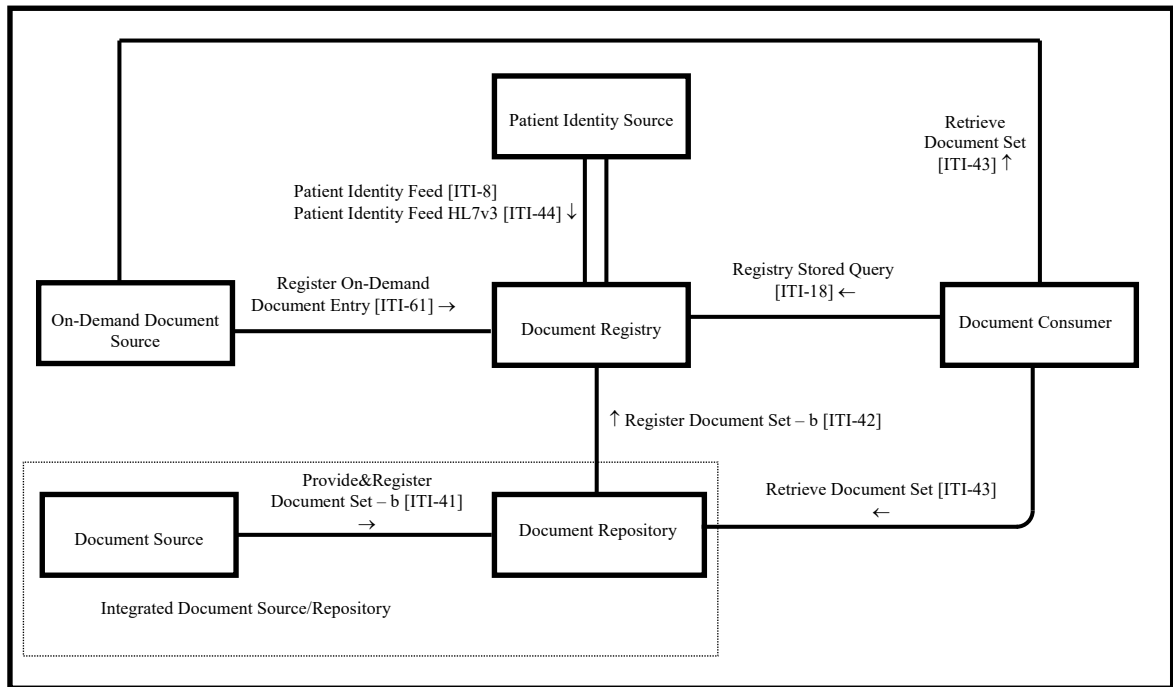 Patient Identity Source
Retrieve
Document Set
[ITI-43] ↑
Patient Identity Feed [ITI-8]
Patient Identity Feed HL7v3 [ITI-44] ↓
Register On-Demand
Document Entry [ITI-61] →
Registry Stored Query
[ITI-18] ←
On-Demand Document
Source
Document Registry
Document Consumer
↑ Register Document Set – b [ITI-42]
Provide&Register
Document Set – b [ITI-41]
→
Retrieve Document Set [ITI-43]
←
Document Source
Document Repository
Integrated Document Source/Repository